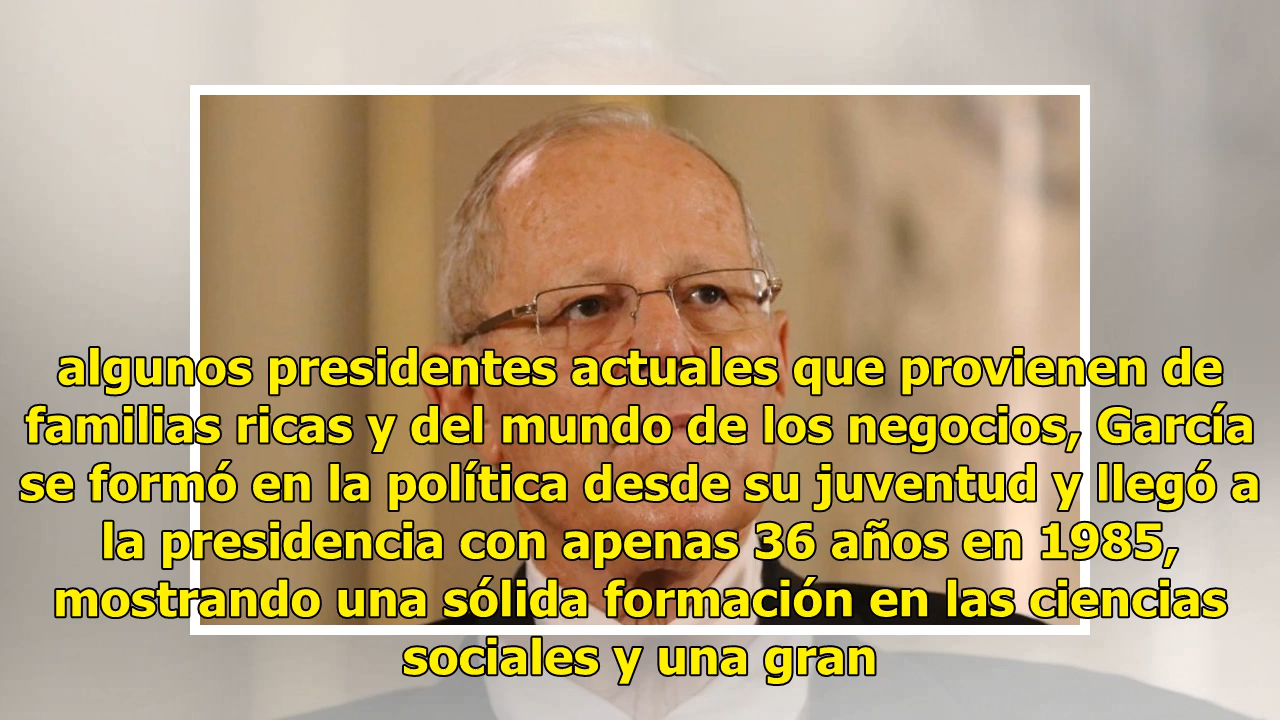 algunos presidentes actuales que provienen de
familias ricas y del mundo de los negocios, García
se formó en la política desde su juventud y llegó a
la presidencia con apenas 36 años en 1985,
mostrando una sólida formación en las ciencias
sociales y una gran